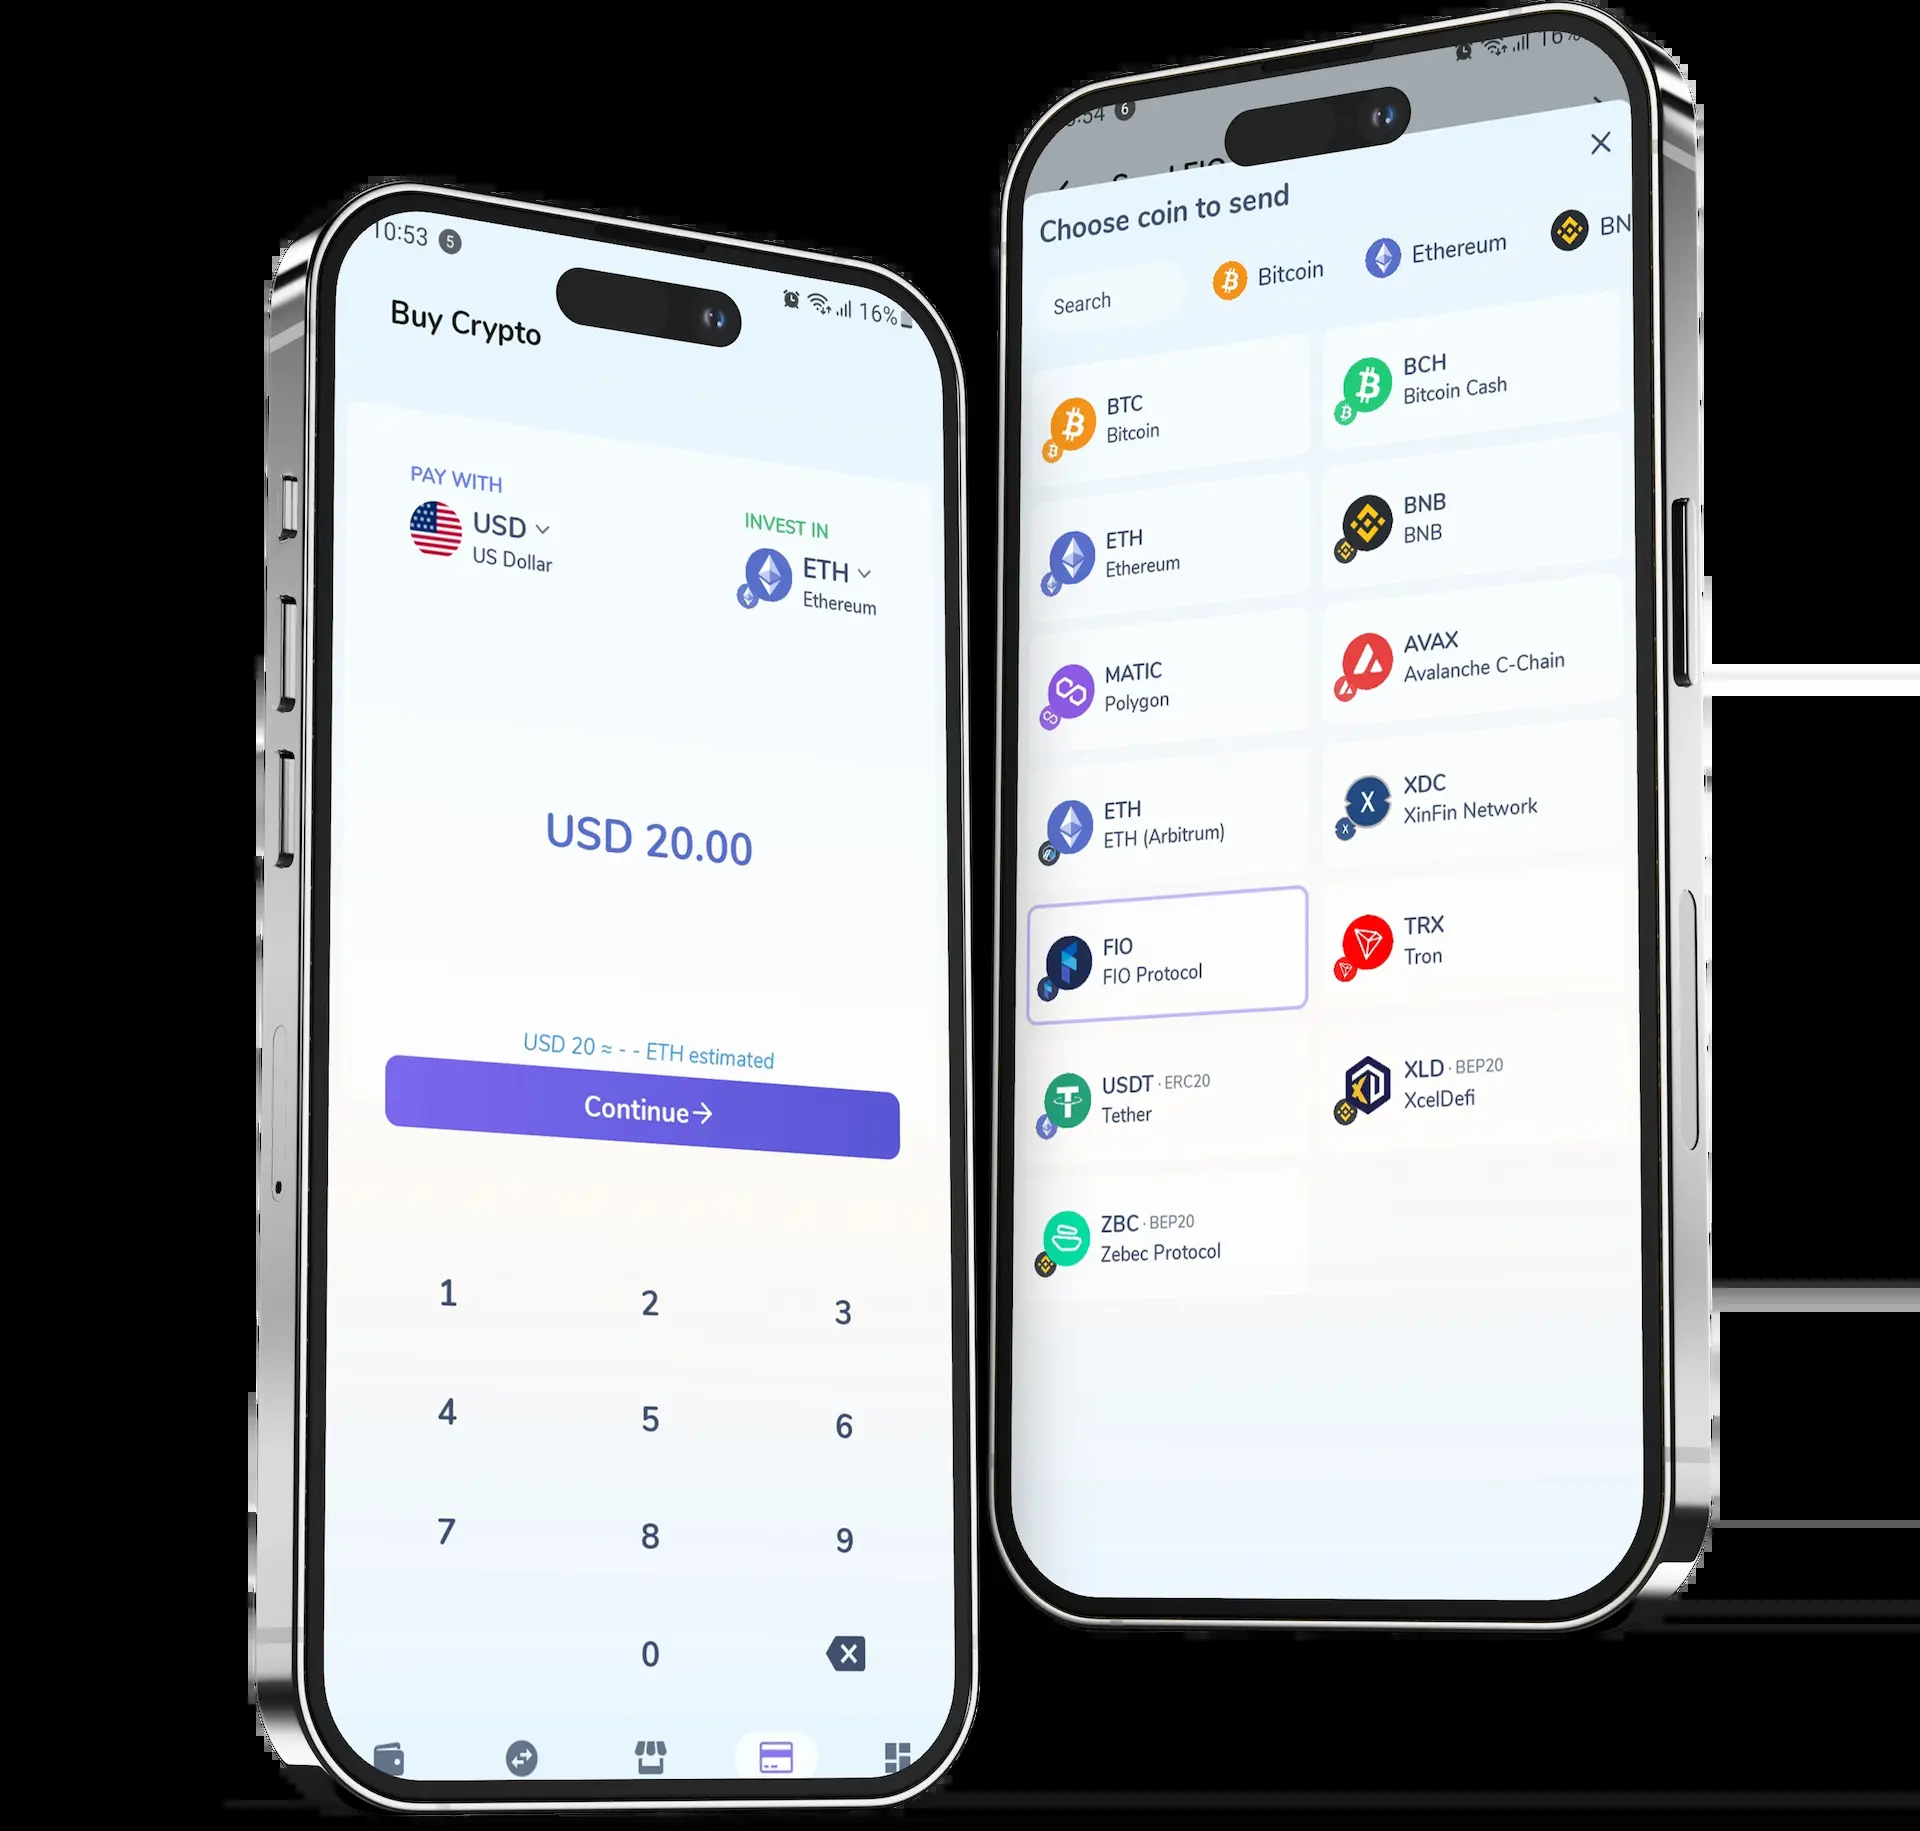 10:53 5
16%
Buy Crypto
PAY WITH
USD
US Dollar
INVEST IN
ETH
Ethereum
USD 20.00
USD 20 ≈ - - ETH estimated
Continue→
1 2 3
4 5 6
7 8 9
0
6
16%
Choose coin to send
Search
Bitcoin
Ethereum
BN
BTC
Bitcoin
BCH
Bitcoin Cash
ETH
Ethereum
BNB
BNB
MATIC
Polygon
AVAX
Avalanche C-Chain
ETH
ETH (Arbitrum)
XDC
XinFin Network
FIO
FIO Protocol
TRX
Tron
USDT · ERC20
Tether
XLD · BEP20
XcelDefi
ZBC · BEP20
Zebec Protocol